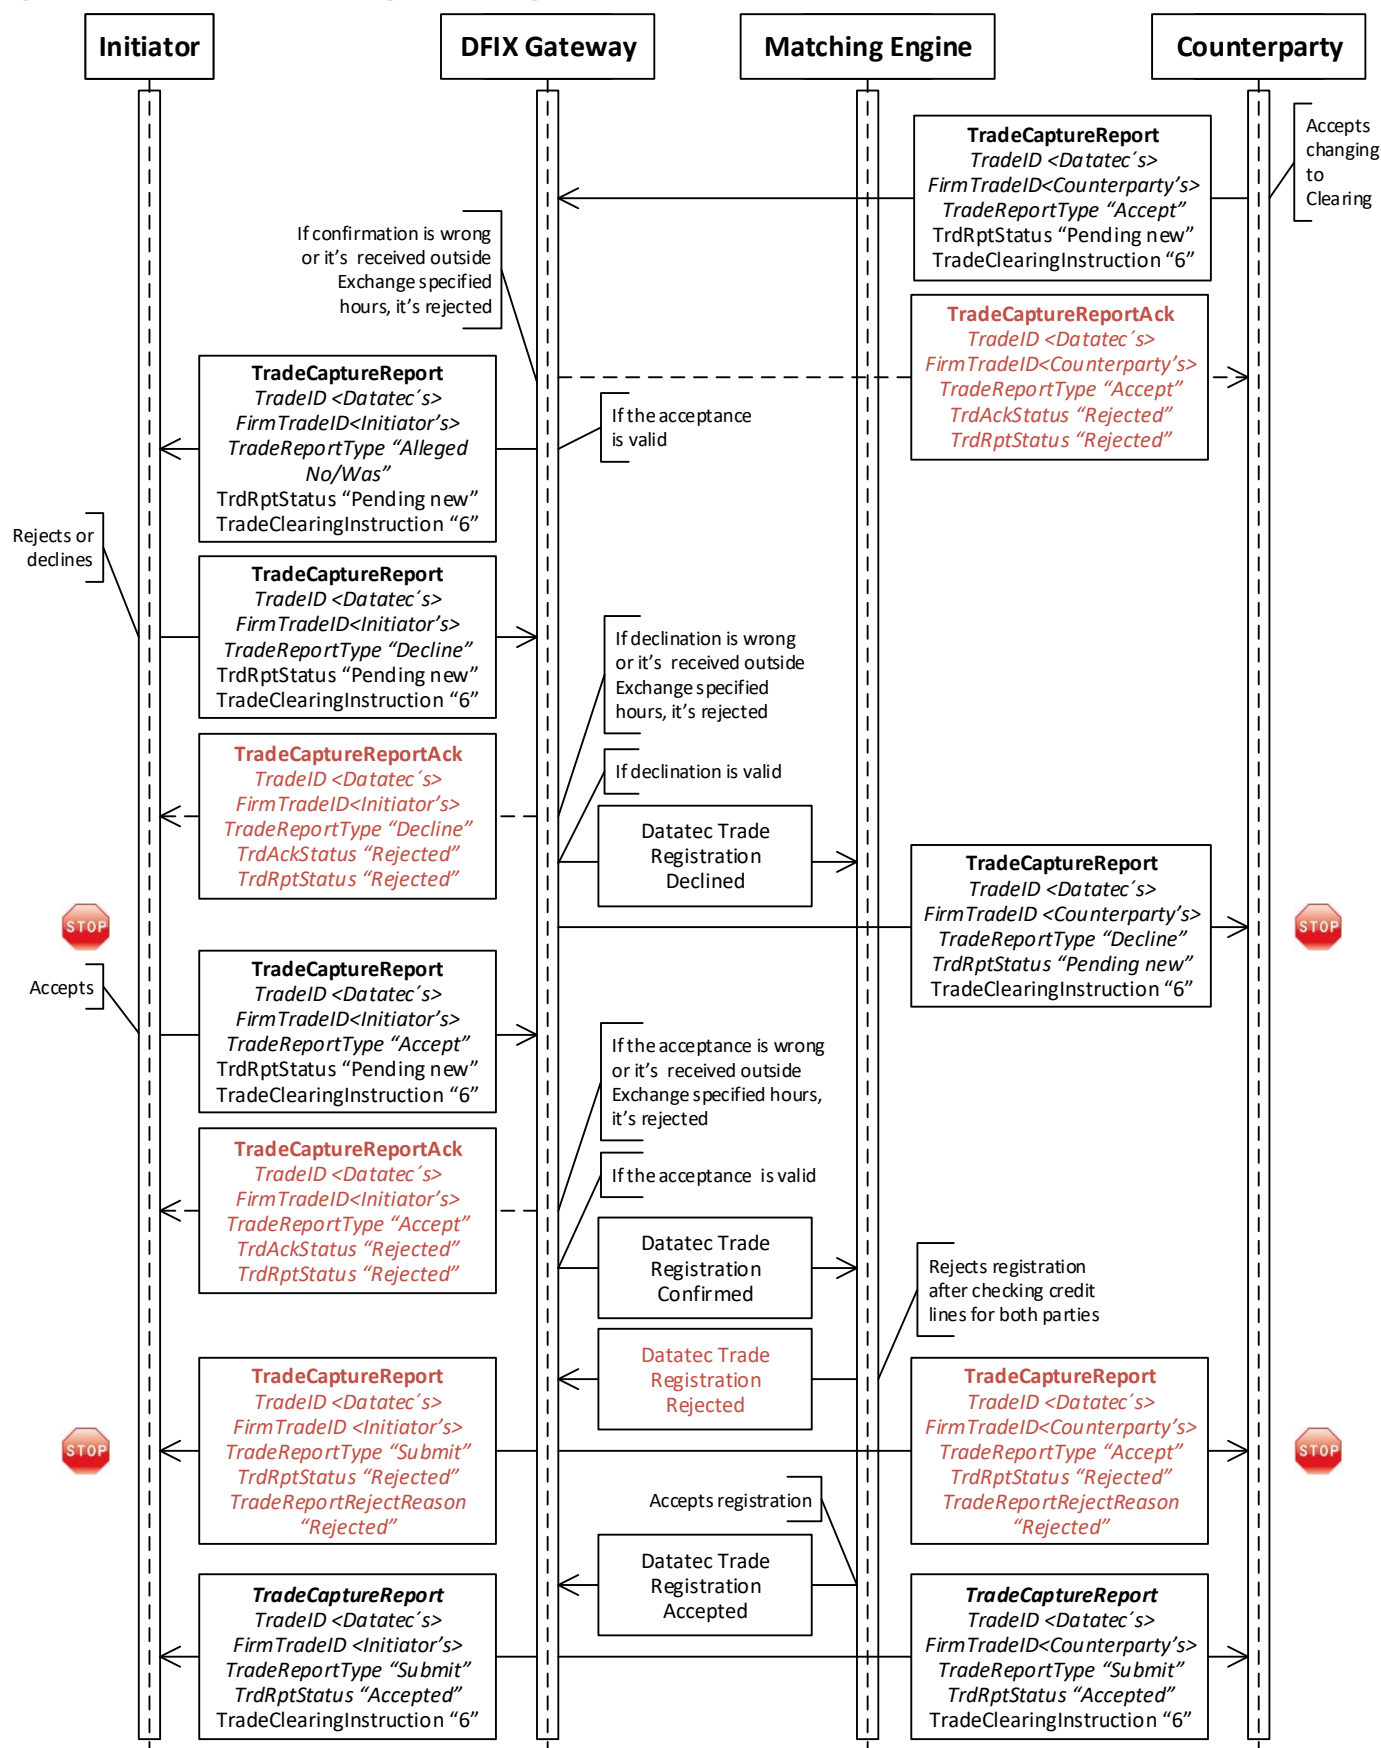 Initiator
DFIX Gateway
Matching Engine
Counterparty
TradeCaptureReport
TradeID <Datatec´s>
FirmTradeID<Counterparty’s>
TradeReportType “Accept”
TrdRptStatus “Pending new”
TradeClearingInstruction “6”
Accepts
changing
to
Clearing
If confirmation is wrong
or it’s received outside
Exchange specified
hours, it’s rejected
TradeCaptureReportAck
TradeID <Datatec´s>
FirmTradeID<Counterparty’s>
TradeReportType “Accept”
TrdAckStatus “Rejected”
TrdRptStatus “Rejected”
TradeCaptureReport
TradeID <Datatec´s>
FirmTradeID<Initiator’s>
TradeReportType “Alleged
No/Was”
TrdRptStatus “Pending new”
TradeClearingInstruction “6”
If the acceptance
is valid
Rejects or
declines
TradeCaptureReport
TradeID <Datatec´s>
FirmTradeID<Initiator’s>
TradeReportType “Decline”
TrdRptStatus “Pending new”
TradeClearingInstruction “6”
If declination is wrong
or it’s received outside
Exchange specified
hours, it’s rejected
TradeCaptureReportAck
TradeID <Datatec´s>
FirmTradeID<Initiator’s>
TradeReportType “Decline”
TrdAckStatus “Rejected”
TrdRptStatus “Rejected”
If declination is valid
Datatec Trade
Registration
Declined
TradeCaptureReport
TradeID <Datatec´s>
FirmTradeID <Counterparty’s>
TradeReportType “Decline”
TrdRptStatus “Pending new”
TradeClearingInstruction “6”
STOP
STOP
Accepts
TradeCaptureReport
TradeID <Datatec´s>
FirmTradeID<Initiator’s>
TradeReportType “Accept”
TrdRptStatus “Pending new”
TradeClearingInstruction “6”
If the acceptance is wrong
or it’s received outside
Exchange specified hours,
it’s rejected
TradeCaptureReportAck
TradeID <Datatec´s>
FirmTradeID<Initiator’s>
TradeReportType “Accept”
TrdAckStatus “Rejected”
TrdRptStatus “Rejected”
If the acceptance is valid
Datatec Trade
Registration
Confirmed
Rejects registration
after checking credit
lines for both parties
Datatec Trade
Registration
Rejected
TradeCaptureReport
TradeID <Datatec´s>
FirmTradeID <Initiator’s>
TradeReportType “Submit”
TrdRptStatus “Rejected”
TradeReportRejectReason
“Rejected”
TradeCaptureReport
TradeID <Datatec´s>
FirmTradeID<Counterparty’s>
TradeReportType “Accept”
TrdRptStatus “Rejected”
TradeReportRejectReason
“Rejected”
STOP
STOP
Accepts registration
Datatec Trade
Registration
Accepted
TradeCaptureReport
TradeID <Datatec´s>
FirmTradeID <Initiator’s>
TradeReportType “Submit”
TrdRptStatus “Accepted”
TradeClearingInstruction “6”
TradeCaptureReport
TradeID <Datatec´s>
FirmTradeID<Counterparty’s>
TradeReportType “Submit”
TrdRptStatus “Accepted”
TradeClearingInstruction “6”